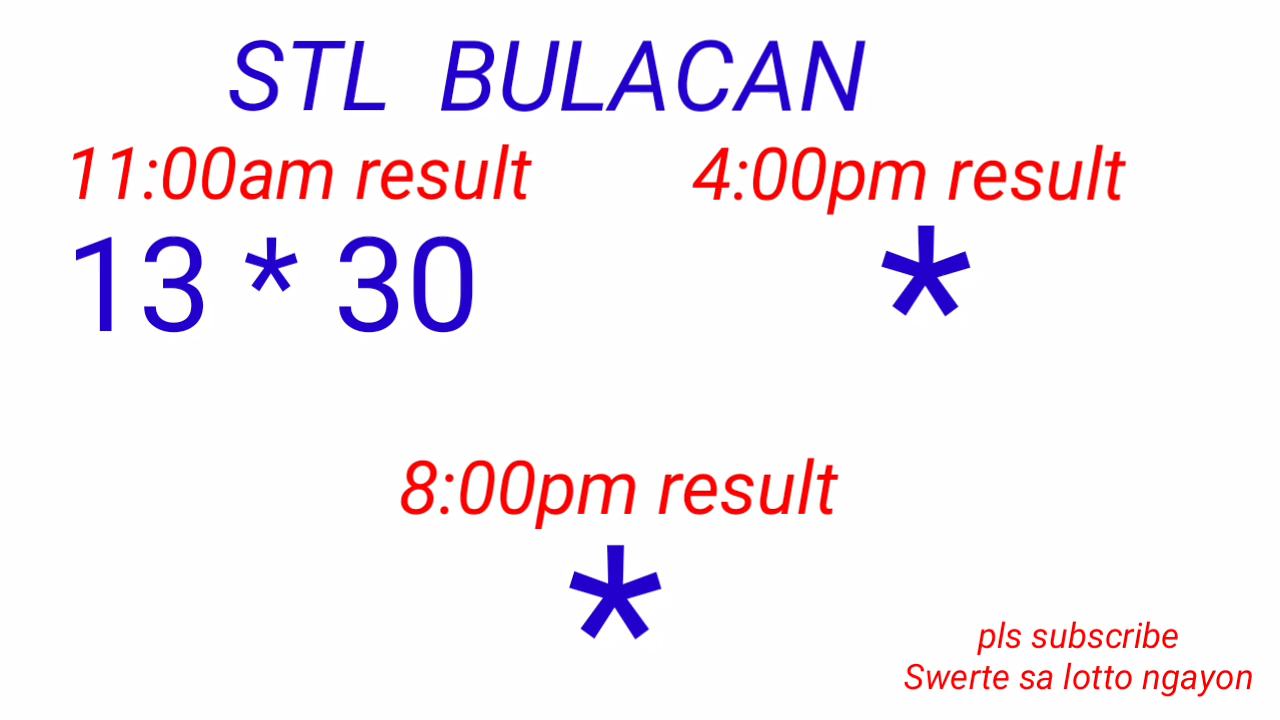 STL BULACAN
11:00am result
4:00pm result
13 * 30
*
8:00pm result
*
pls subscribe
Swerte sa lotto ngayon